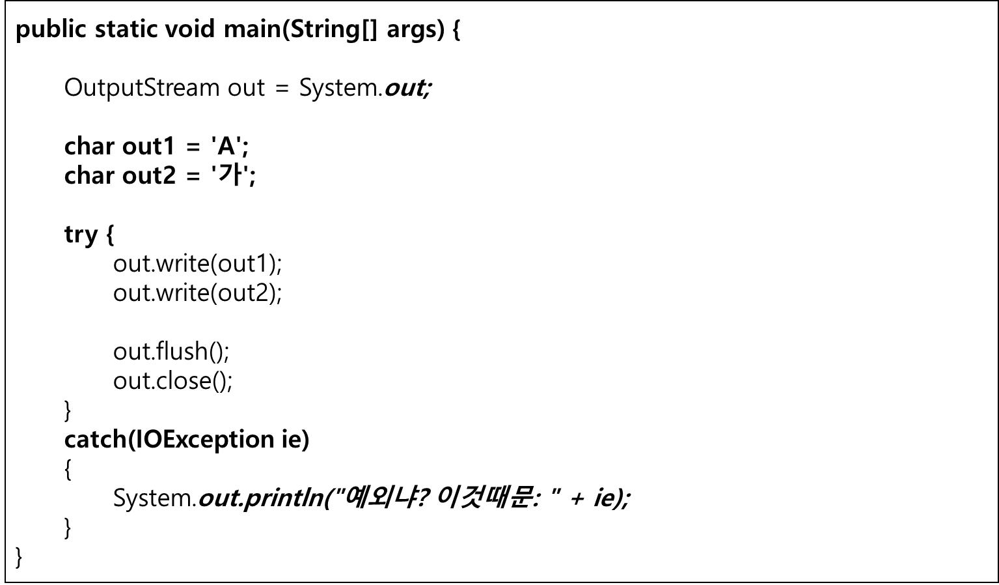 public static void main(String[] args) {
OutputStream out = System.out;
char out1 = 'A';
char out2 = '가';
try {
out.write(out1);
out.write(out2);
out.flush();
out.close();
}
catch(IOException ie)
{
System.out.println("예외냐? 이것때문: " + ie);
}
}